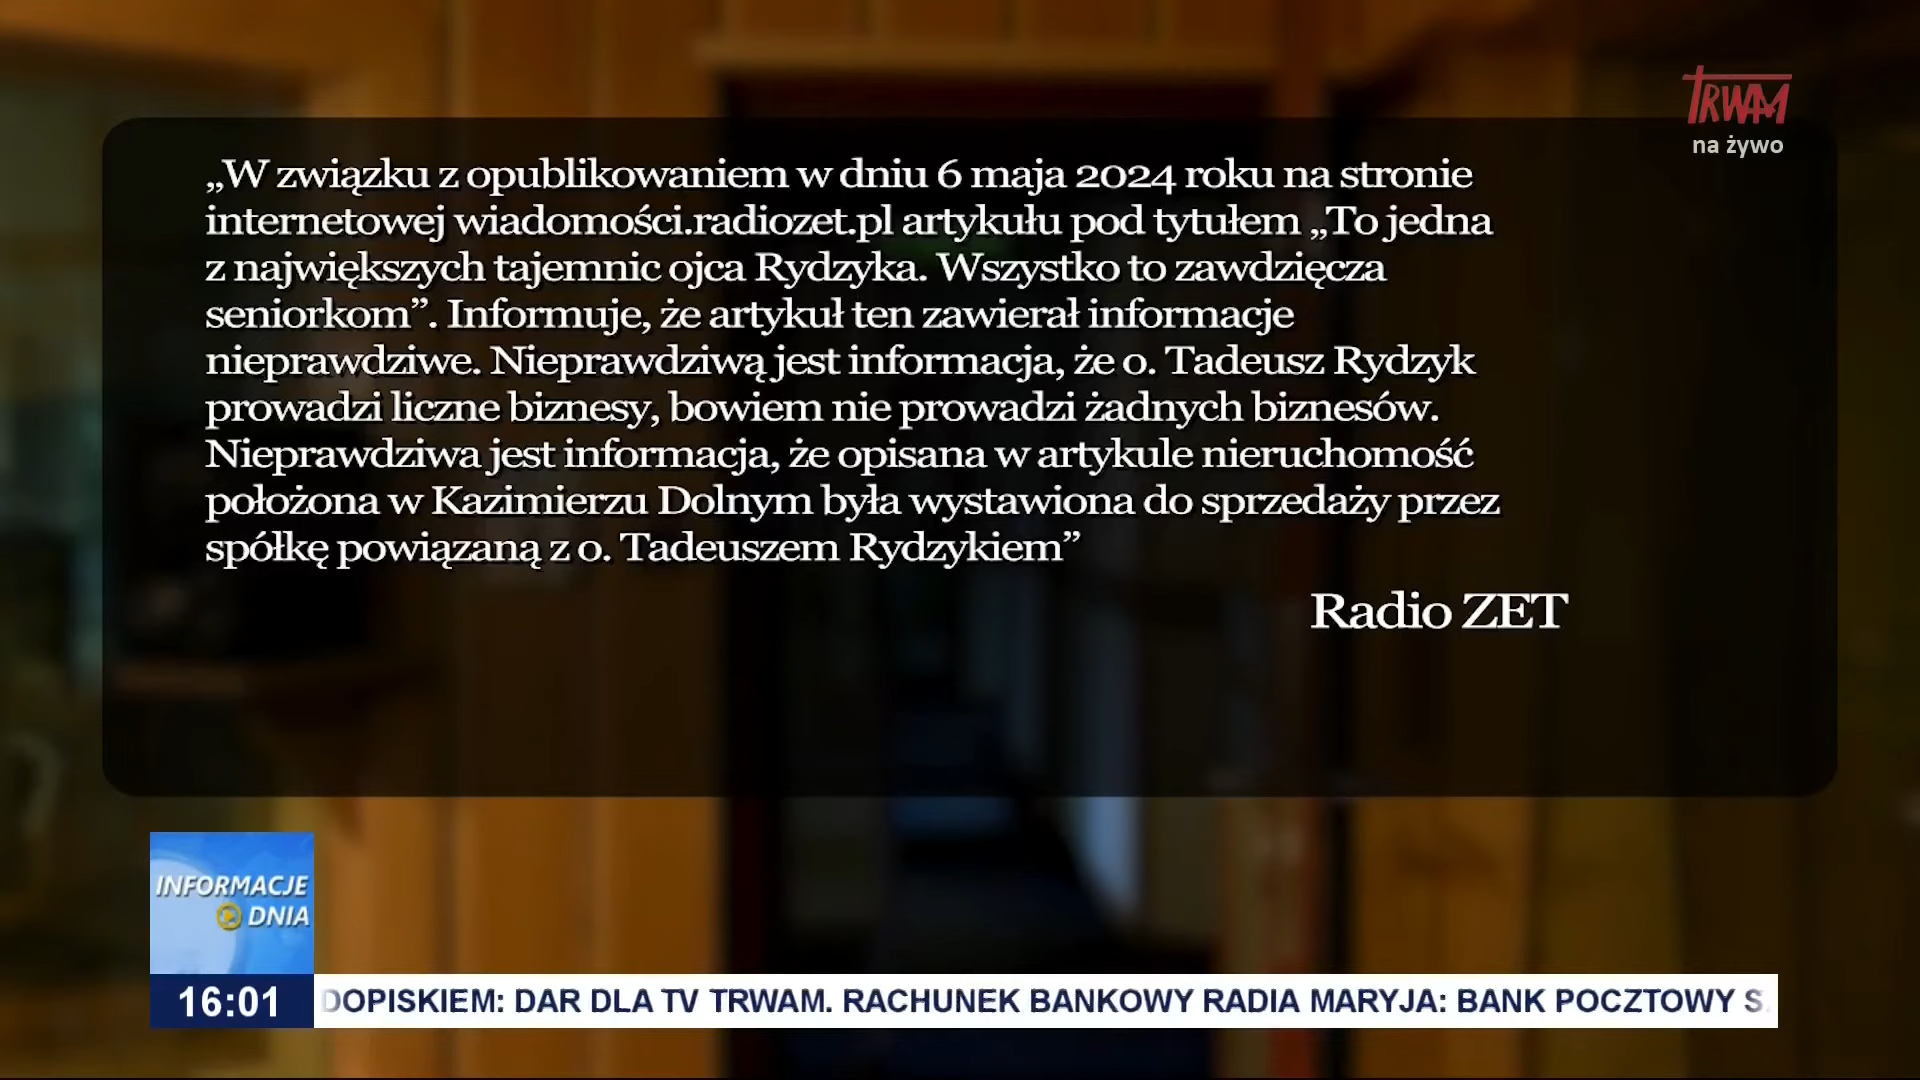 TRWAM
na żywo
„W związku z opublikowaniem w dniu 6 maja 2024 roku na stronie
internetowej wiadomości.radiozet.pl artykułu pod tytułem „To jedna
z największych tajemnic ojca Rydzyka. Wszystko to zawdzięcza
seniorkom”. Informuje, że artykuł ten zawierał informacje
nieprawdziwe. Nieprawdziwą jest informacja, że o. Tadeusz Rydzyk
prowadzi liczne biznesy, bowiem nie prowadzi żadnych biznesów.
Nieprawdziwa jest informacja, że opisana w artykule nieruchomość
położona w Kazimierzu Dolnym była wystawiona do sprzedaży przez
spółkę powiązaną z o. Tadeuszem Rydzykiem”
Radio ZET
INFORMACJE
DNIA
16:01
DOPISKIEM: DAR DLA TV TRWAM. RACHUNEK BANKOWY RADIA MARYJA: BANK POCZTOWY S.